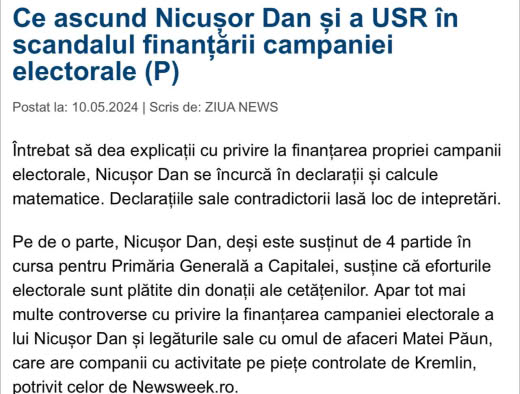 Ce ascund Nicușor Dan și a USR în
scandalul finanțării campaniei
electorale (P)
Postat la: 10.05.2024 | Scris de: ZIUA NEWS
Întrebat să dea explicații cu privire la finanțarea propriei campanii
electorale, Nicușor Dan se încurcă în declarații și calcule
matematice. Declarațiile sale contradictorii lasă loc de intepretări.
Pe de o parte, Nicușor Dan, deși este susținut de 4 partide în
cursa pentru Primăria Generală a Capitalei, susține că eforturile
electorale sunt plătite din donații ale cetățenilor. Apar tot mai
multe controverse cu privire la finanțarea campaniei electorale a
lui Nicușor Dan și legăturile sale cu omul de afaceri Matei Păun,
care are companii cu activitate pe piețe controlate de Kremlin,
potrivit celor de Newsweek.ro.